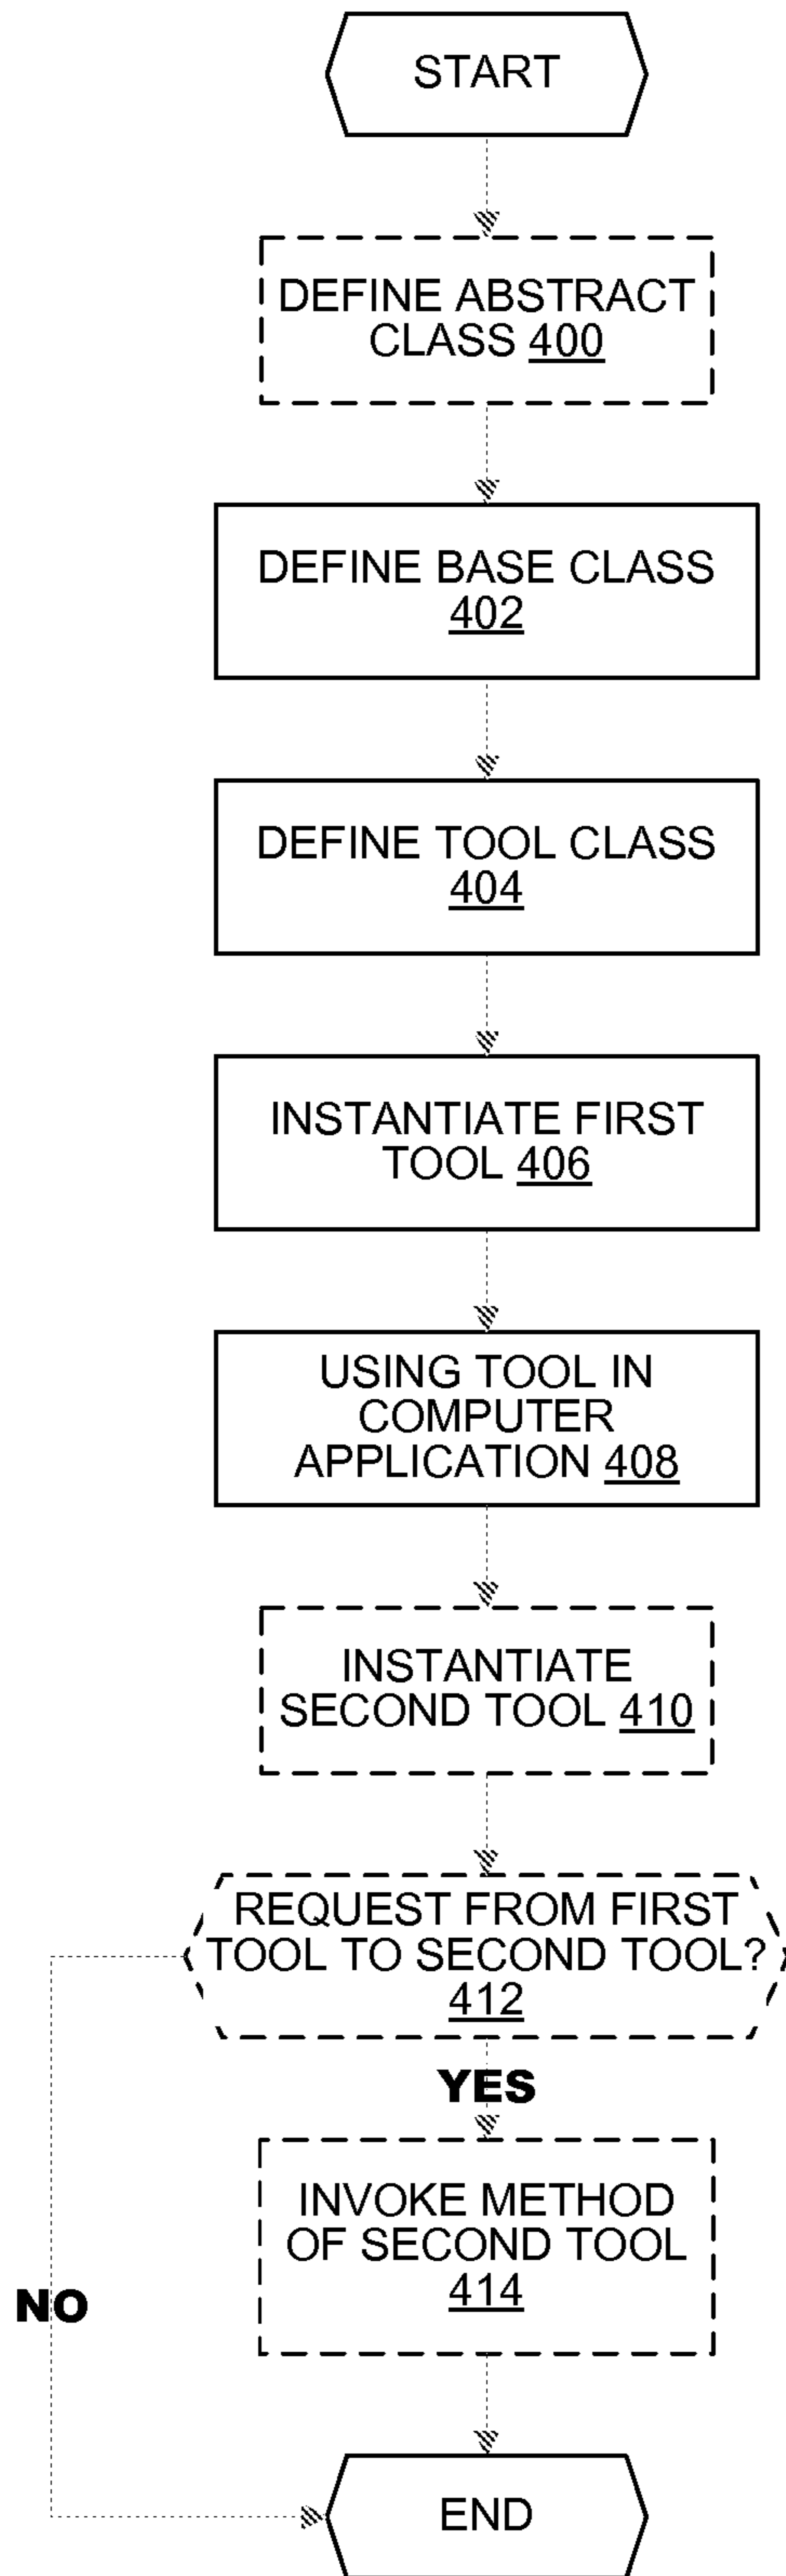 START
DEFINE ABSTRACT
CLASS 400
DEFINE BASE CLASS
402
DEFINE TOOL CLASS
404
INSTANTIATE FIRST
TOOL 406
USING TOOL IN
COMPUTER
APPLICATION 408
INSTANTIATE
SECOND TOOL 410
REQUEST FROM FIRST
TOOL TO SECOND TOOL?
412
YES
INVOKE METHOD
OF SECOND TOOL
414
NO
END